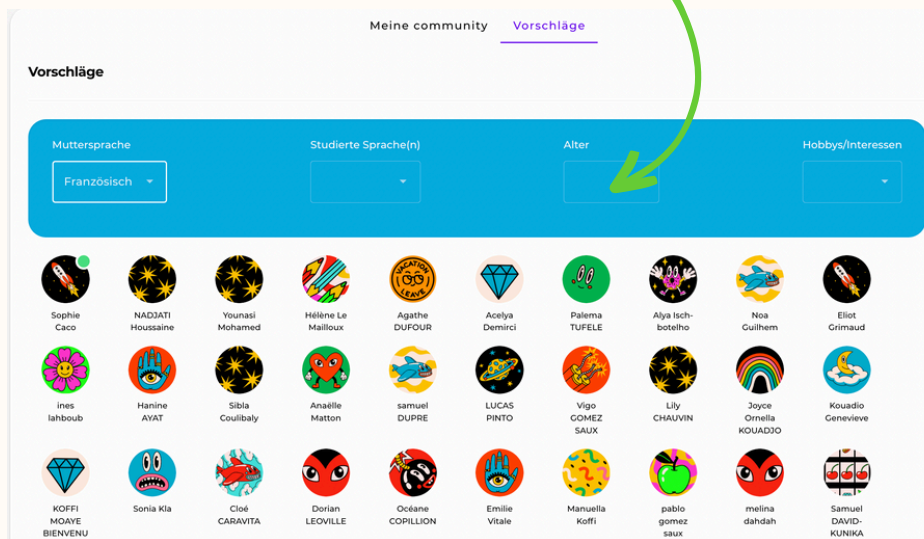 Meine community Vorschläge
Vorschläge
Muttersprache Studierte Sprache(n) Alter Hobbys/Interessen
Französisch
VACATION
LEAVE
Sophie Caco
NADJATI Houssaine
Younasi Mohamed
Hélène Le Mailloux
Agathe DUFOUR
Acelya Demirci
Palema TUFELE
Alya Isch-botelho
Noa Guilhem
Eliot Grimaud
ines lahboub
Hanine AYAT
Sibla Coulibaly
Anaëlle Matton
samuel DUPRE
LUCAS PINTO
Vigo GOMEZ SAUX
Lily CHAUVIN
Joyce Ornella KOUADJO
Kouadio Genevieve
KOFFI MOAYE BIENVENU
Sonia Kla
Cloé CARAVITA
Dorian LEOVILLE
Océane COPILLION
Emilie Vitale
Manuella Koffi
pablo gomez saux
melina dahdah
Samuel DAVID-KUNIKA